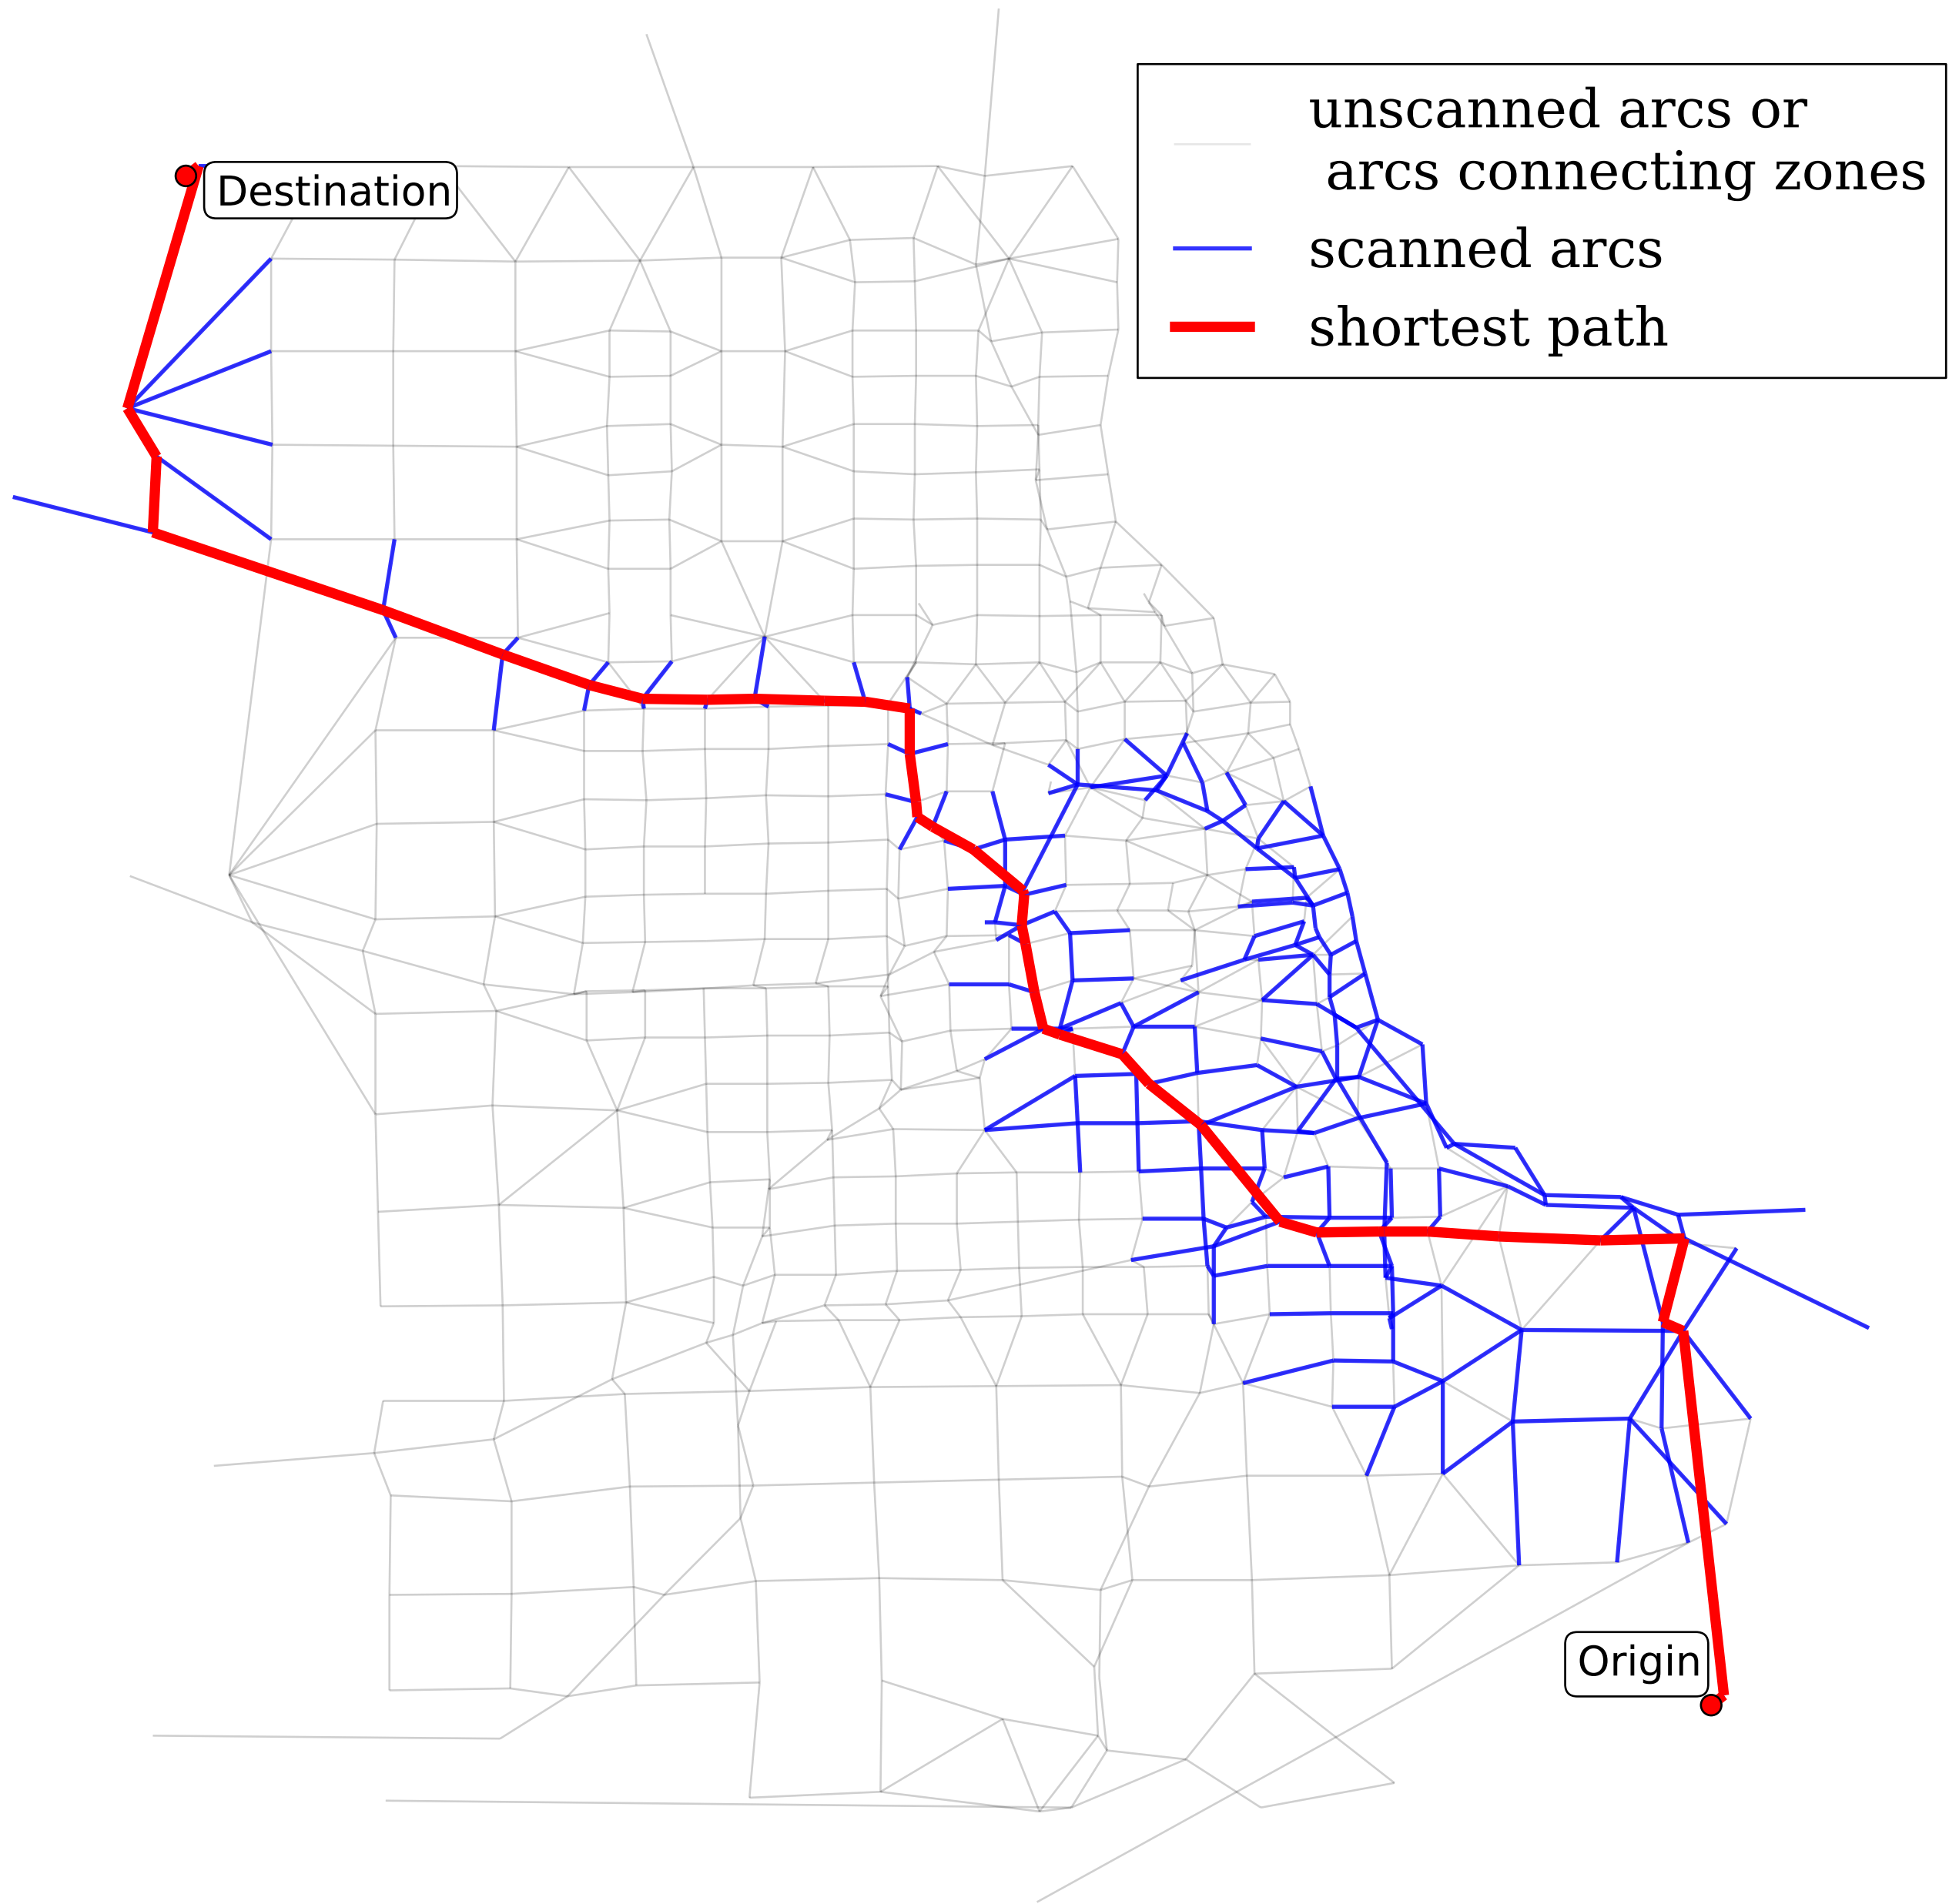 unscanned arcs or
arcs connecting zones
Destination
scanned arcs
shortest path
Origin